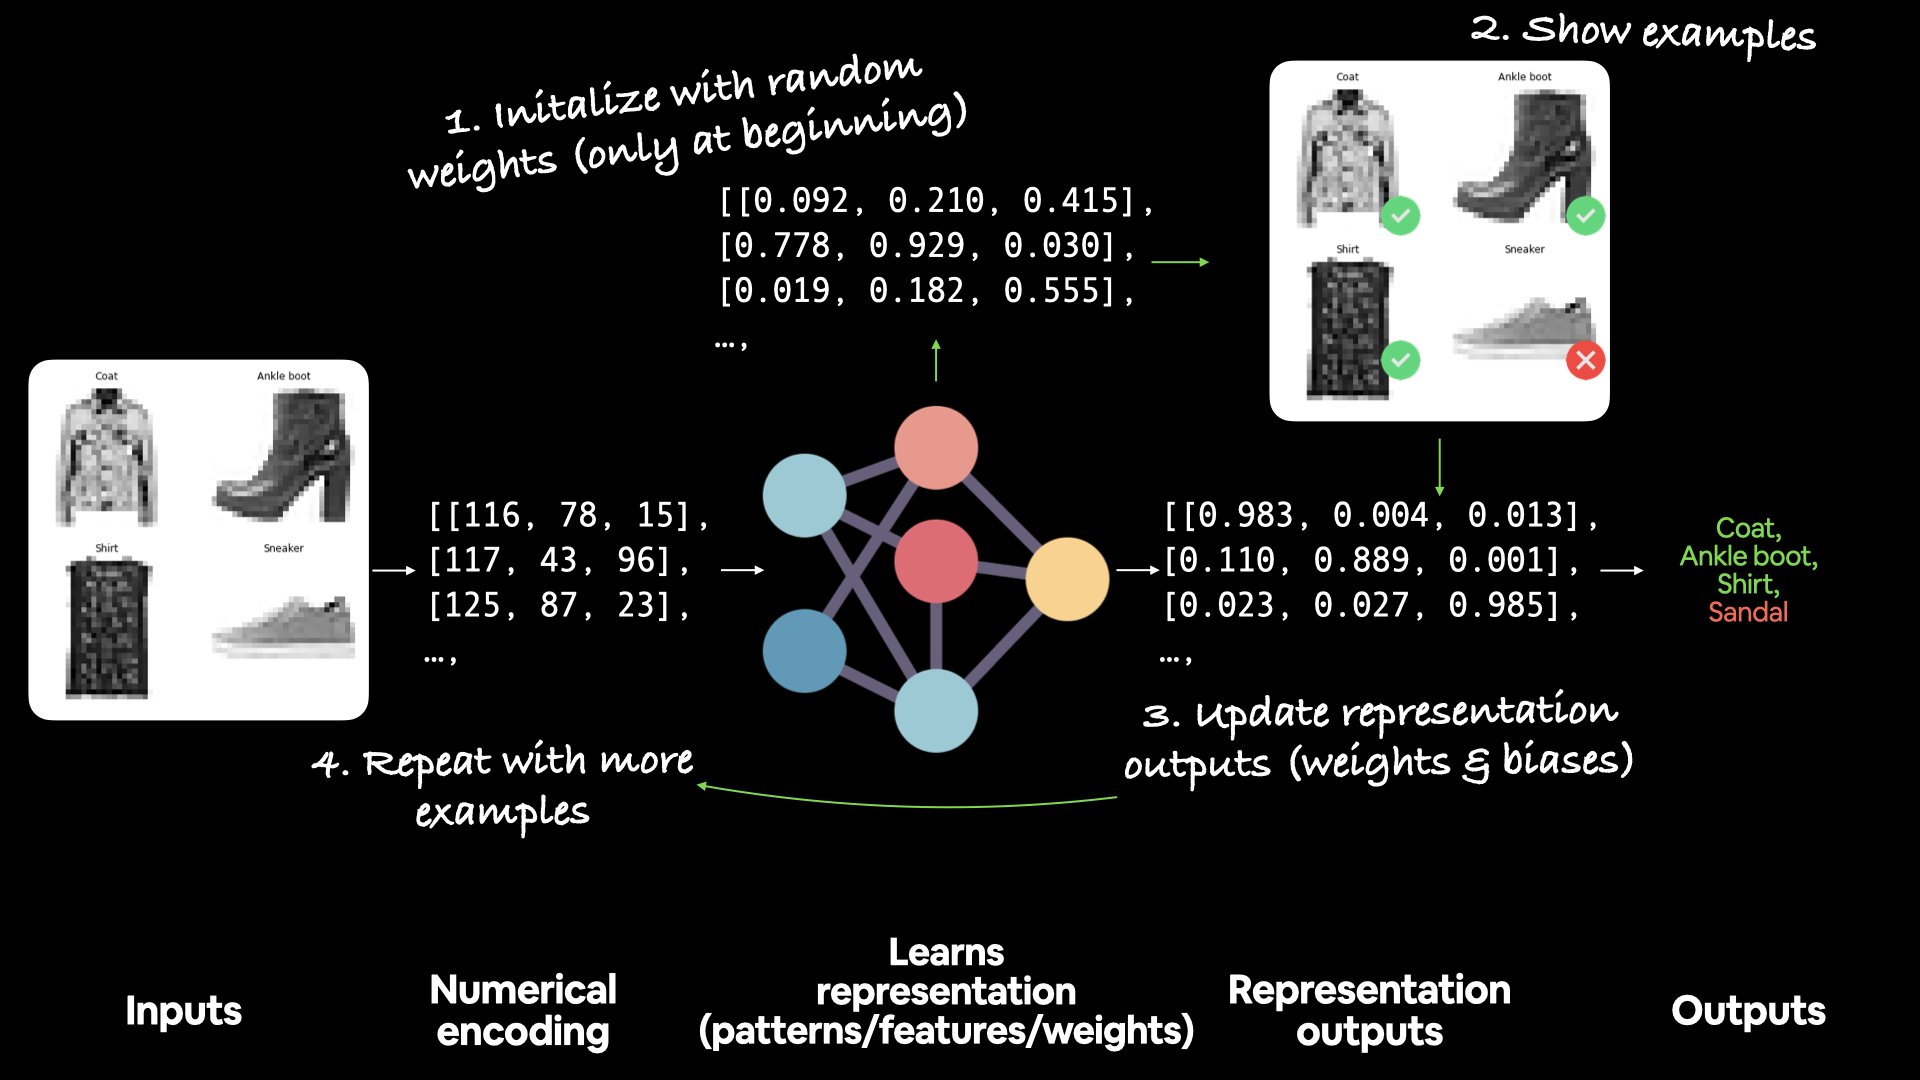 2. Show examples
1. Initalize with random
weights (only at beginning)
Coat
Ankle boot
Shirt
Sneaker
[[0.092, 0.210, 0.415],
[0.778, 0.929, 0.030],
[0.019, 0.182, 0.555],
…,
Coat
Ankle boot
Shirt
Sneaker
[[116, 78, 15],
[117, 43, 96],
[125, 87, 23],
…,
[[0.983, 0.004, 0.013],
[0.110, 0.889, 0.001],
[0.023, 0.027, 0.985],
…,
Coat,
Ankle boot,
Shirt,
Sandal
3. Update representation
outputs (weights & biases)
4. Repeat with more
examples
Inputs
Numerical
encoding
Learns
representation
(patterns/features/weights)
Representation
outputs
Outputs